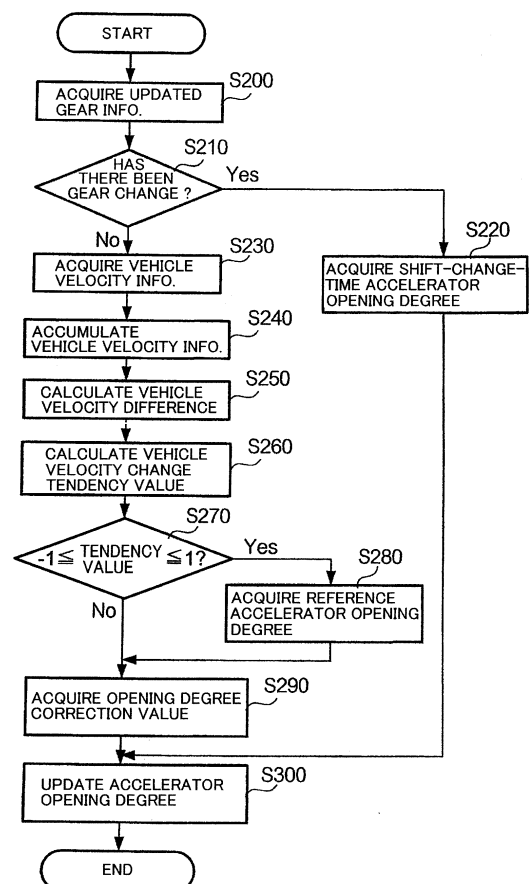 START
S200
ACQUIRE UPDATED
GEAR INFO.
S210
HAS
THERE BEEN
GEAR CHANGE ?
Yes
No
S220
ACQUIRE SHIFT-CHANGE-
TIME ACCELERATOR
OPENING DEGREE
S230
ACQUIRE VEHICLE
VELOCITY INFO.
S240
ACCUMULATE
VEHICLE VELOCITY INFO.
S250
CALCULATE VEHICLE
VELOCITY DIFFERENCE
S260
CALCULATE VEHICLE
VELOCITY CHANGE
TENDENCY VALUE
S270
-1≦ TENDENCY ≦1?
VALUE
Yes
No
S280
ACQUIRE REFERENCE
ACCELERATOR OPENING
DEGREE
S290
ACQUIRE OPENING DEGREE
CORRECTION VALUE
S300
UPDATE ACCELERATOR
OPENING DEGREE
END